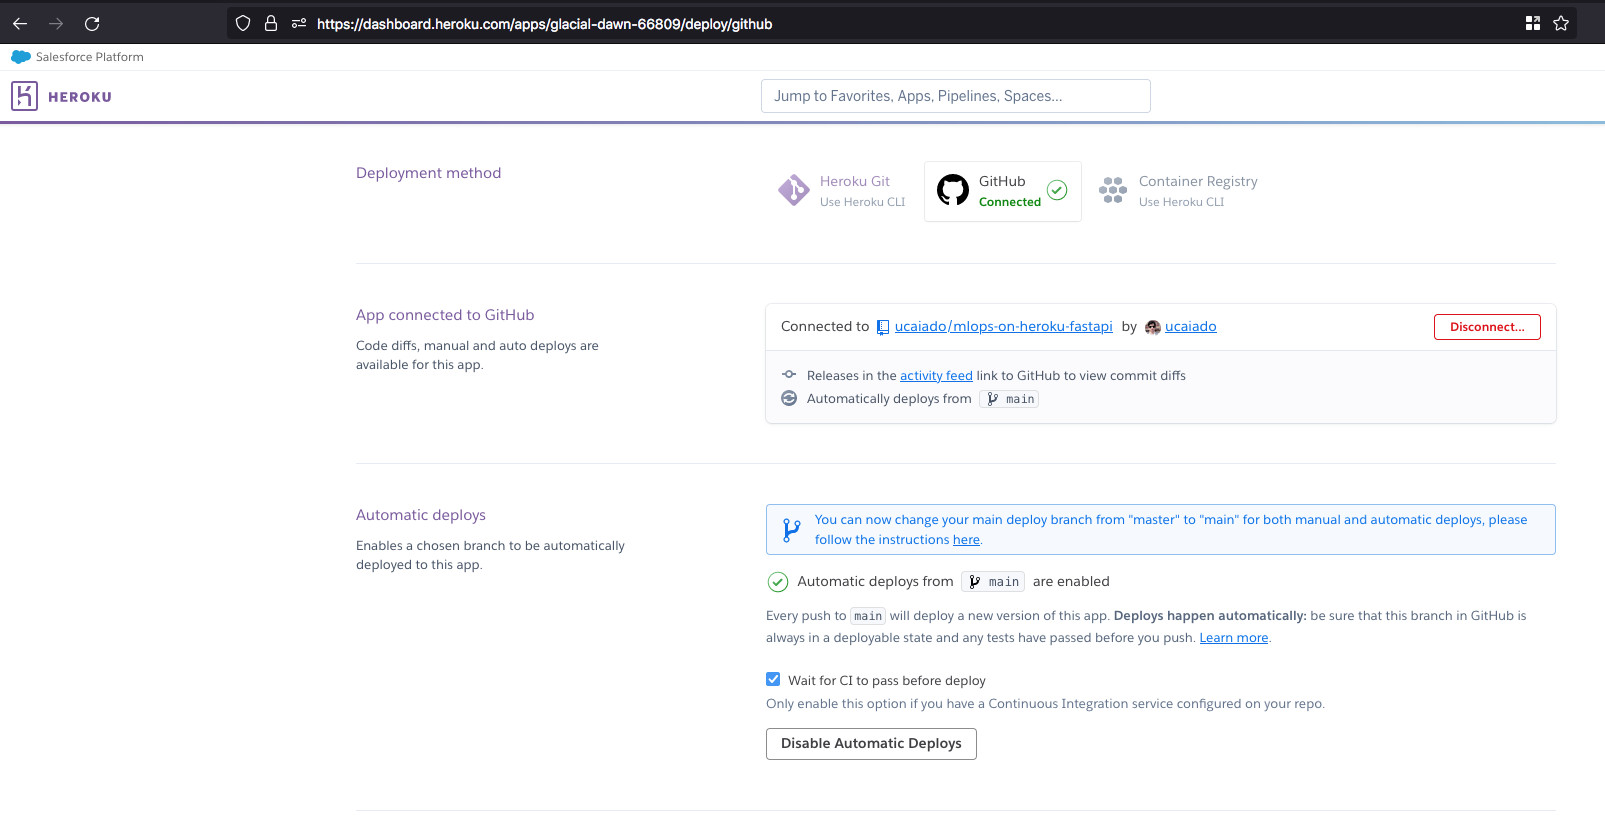 https://dashboard.heroku.com/apps/glacial-dawn-66809/deploy/github
Salesforce Platform
HEROKU
Jump to Favorites, Apps, Pipelines, Spaces...
Deployment method
Heroku Git
Use Heroku CLI
GitHub
Connected
Container Registry
Use Heroku CLI
App connected to GitHub
Code diffs, manual and auto deploys are
available for this app.
Connected to ucaiado/mlops-on-heroku-fastapi by ucaiado
Disconnect...
Releases in the activity feed link to GitHub to view commit diffs
Automatically deploys from main
Automatic deploys
Enables a chosen branch to be automatically
deployed to this app.
You can now change your main deploy branch from "master" to "main" for both manual and automatic deploys, please
follow the instructions here.
Automatic deploys from main are enabled
Every push to main will deploy a new version of this app. Deploys happen automatically: be sure that this branch in GitHub is
always in a deployable state and any tests have passed before you push. Learn more.
Wait for CI to pass before deploy
Only enable this option if you have a Continuous Integration service configured on your repo.
Disable Automatic Deploys